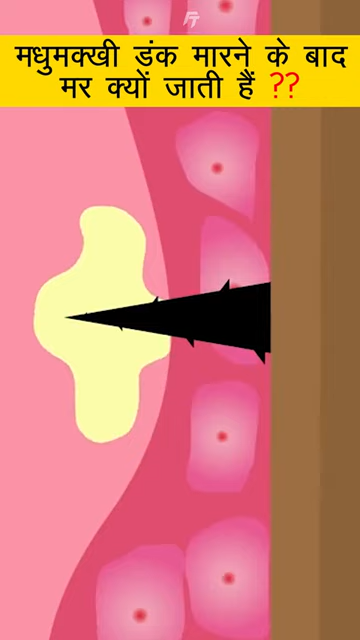 मधुमक्खी डंक मारने के बाद
मर क्यों जाती हैं ??